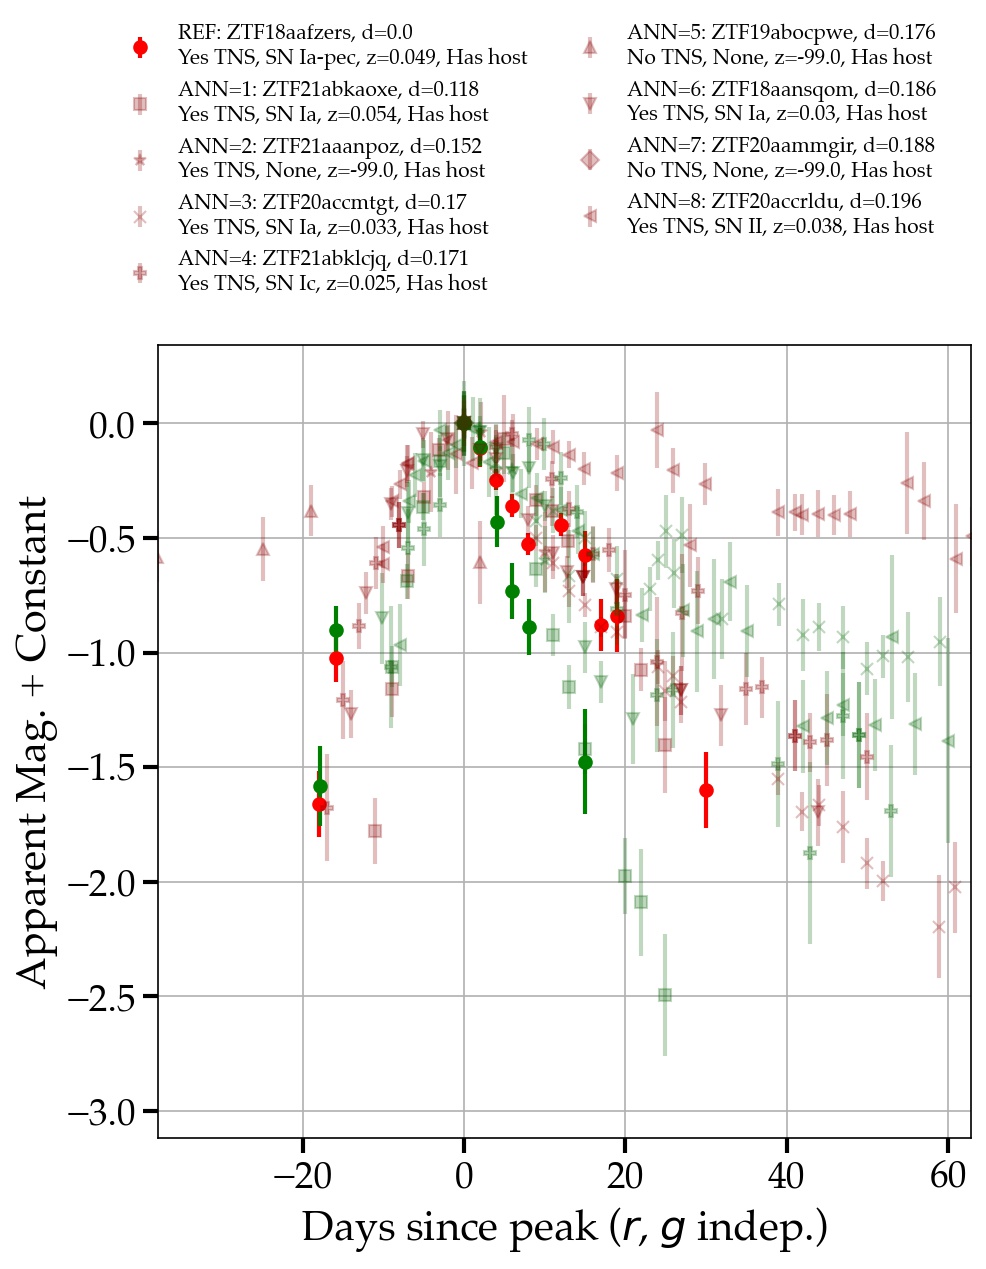 REF: ZTF18aafzers, d=0.0
Yes TNS, SN Ia-pec, z=0.049, Has host
ANN=1: ZTF21abkaoxe, d=0.118
Yes TNS, SN Ia, z=0.054, Has host
ANN=2: ZTF21aaanpoz, d=0.152
Yes TNS, None, z=-99.0, Has host
ANN=3: ZTF20accmtgt, d=0.17
Yes TNS, SN Ia, z=0.033, Has host
ANN=4: ZTF21abklcjq, d=0.171
Yes TNS, SN Ic, z=0.025, Has host
ANN=5: ZTF19abocpwe, d=0.176
No TNS, None, z=-99.0, Has host
ANN=6: ZTF18aansqom, d=0.186
Yes TNS, SN Ia, z=0.03, Has host
ANN=7: ZTF20aammgir, d=0.188
No TNS, None, z=-99.0, Has host
ANN=8: ZTF20accrldu, d=0.196
Yes TNS, SN II, z=0.038, Has host
Apparent Mag. + Constant
0.0
−0.5
−1.0
−1.5
−2.0
−2.5
−3.0
−20 0 20 40 60
Days since peak (r, g indep.)